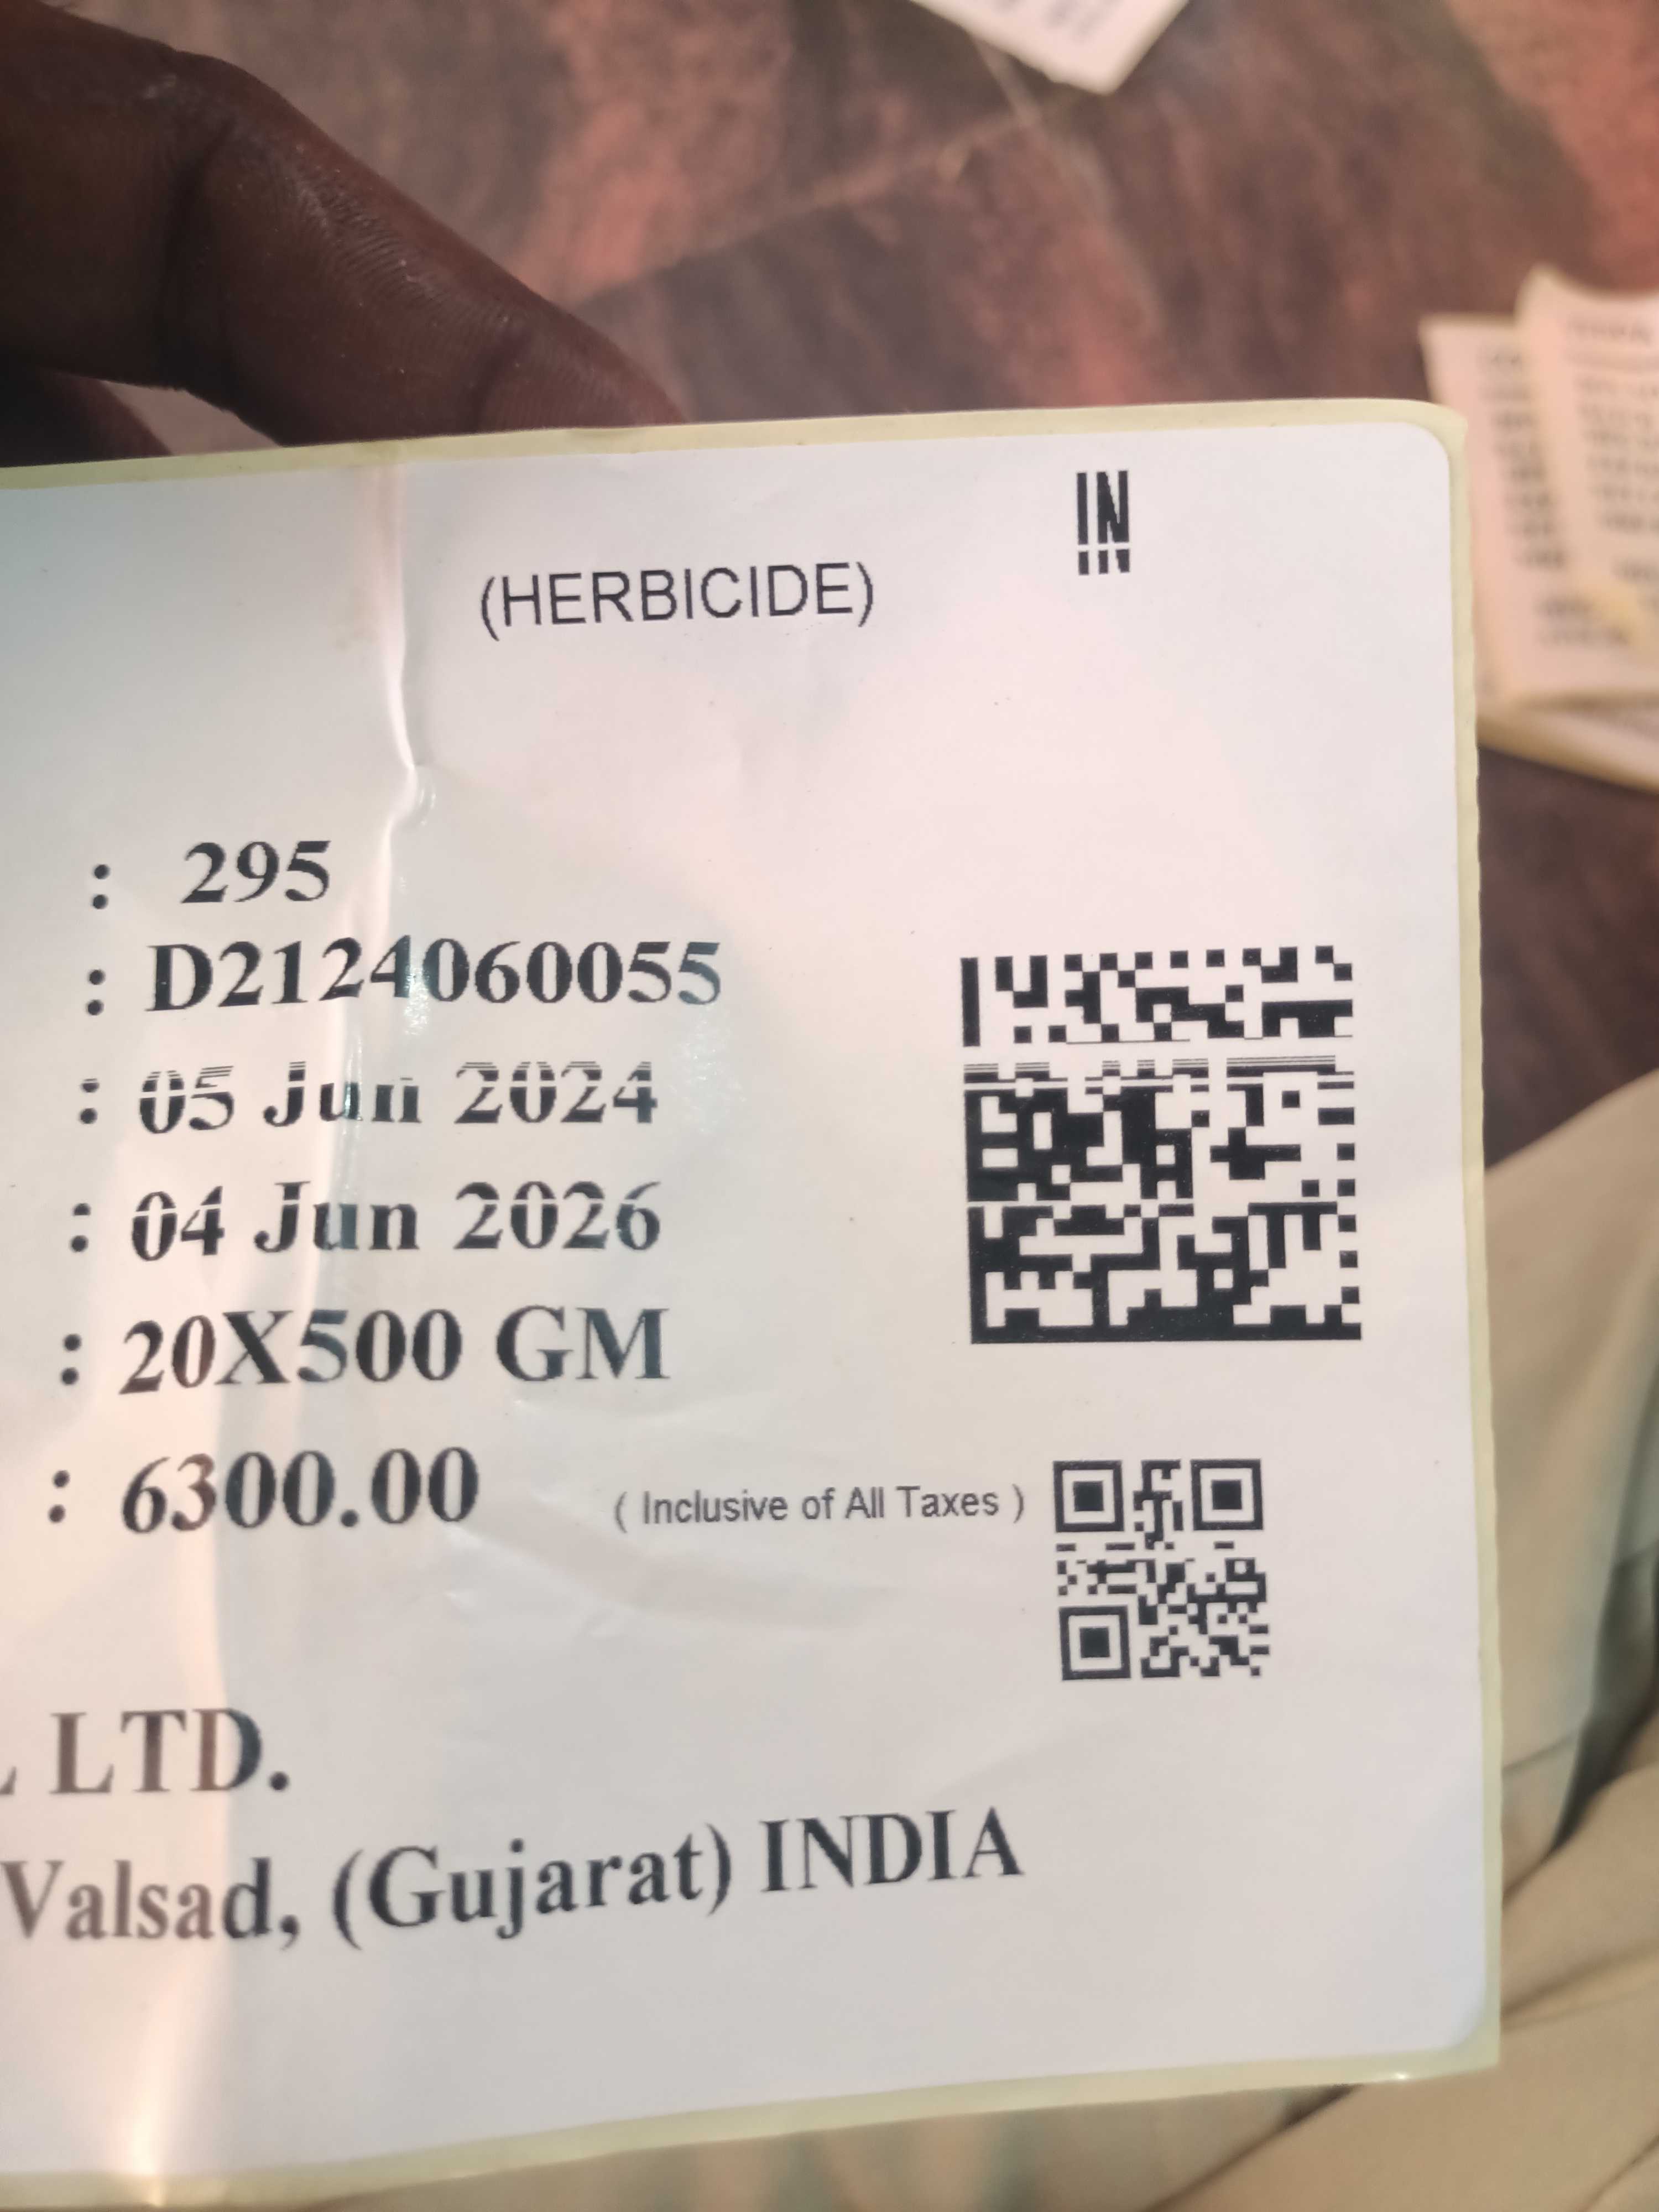 IN
(HERBICIDE)
: 295
: D2124060055
: 05 Jun 2024
: 04 Jun 2026
: 20X500 GM
: 6300.00 ( Inclusive of All Taxes )
LTD.
Valsad, (Gujarat) INDIA